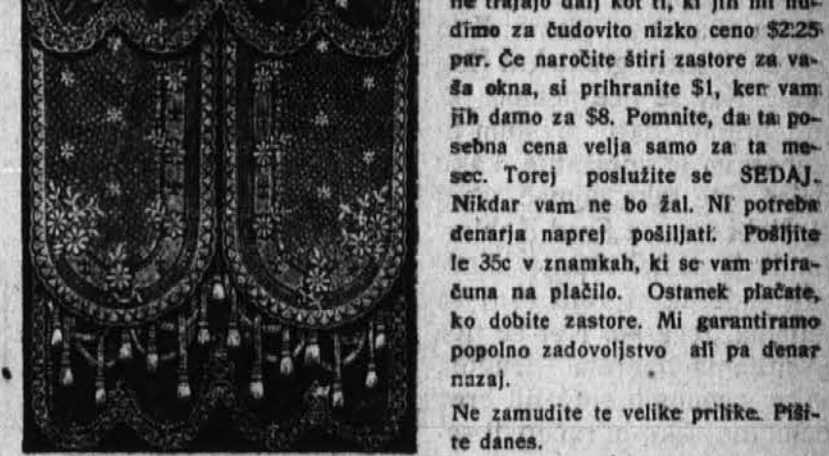 ne trajajo dalj kot ti, ki jih mi nu-
dimo za čudovito nizko ceno $2.25
par. Če naročite štiri zastore za va-
ša okna, si prihranite $1, ker vam
jih damo za $8. Pomnite, da ta po-
sebna cena velja samo za ta me-
sec. Torej poslužite se SEDAJ.
Nikdar vam ne bo žal. Ni potreba
denarja naprej pošiljati. Pošljite
le 35c v znamkah, ki se vam prira-
čuna na plačilo. Ostanek plačate,
ko dobite zastore. Mi garantiramo
popolno zadovoljstvo ali pa denar
nazaj.
Ne zamudite te velike prilike. Piši-
te danes.